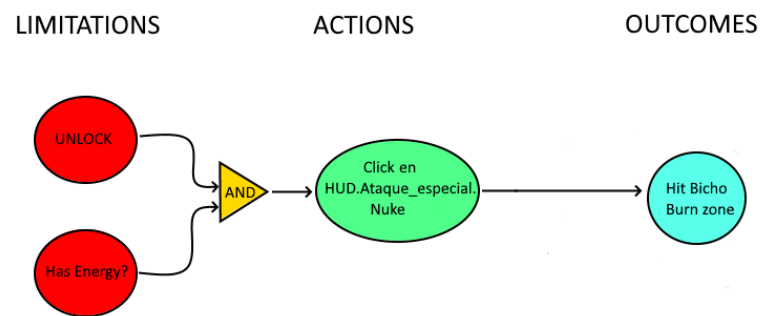 LIMITATIONS
ACTIONS
OUTCOMES
UNLOCK
Has Energy?
AND
Click en
HUD.Ataque_especial.
Nuke
Hit Bicho
Burn zone